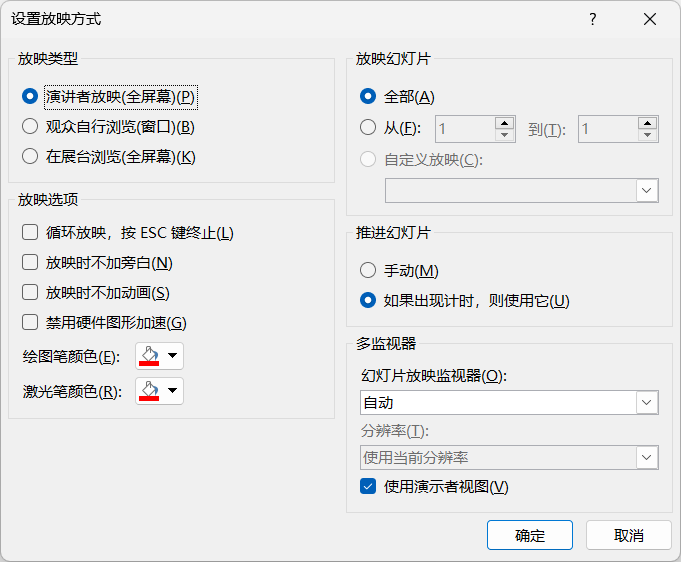 设置放映方式
?
放映类型
演讲者放映(全屏幕)(P)
观众自行浏览(窗口)(B)
在展台浏览(全屏幕)(K)
放映选项
循环放映，按 ESC 键终止(L)
放映时不加旁白(N)
放映时不加动画(S)
禁用硬件图形加速(G)
绘图笔颜色(E):
激光笔颜色(R):
放映幻灯片
全部(A)
从(F): 1 到(T): 1
自定义放映(C):
推进幻灯片
手动(M)
如果出现计时，则使用它(U)
多监视器
幻灯片放映监视器(O):
自动
分辨率(T):
使用当前分辨率
使用演示者视图(V)
确定 取消